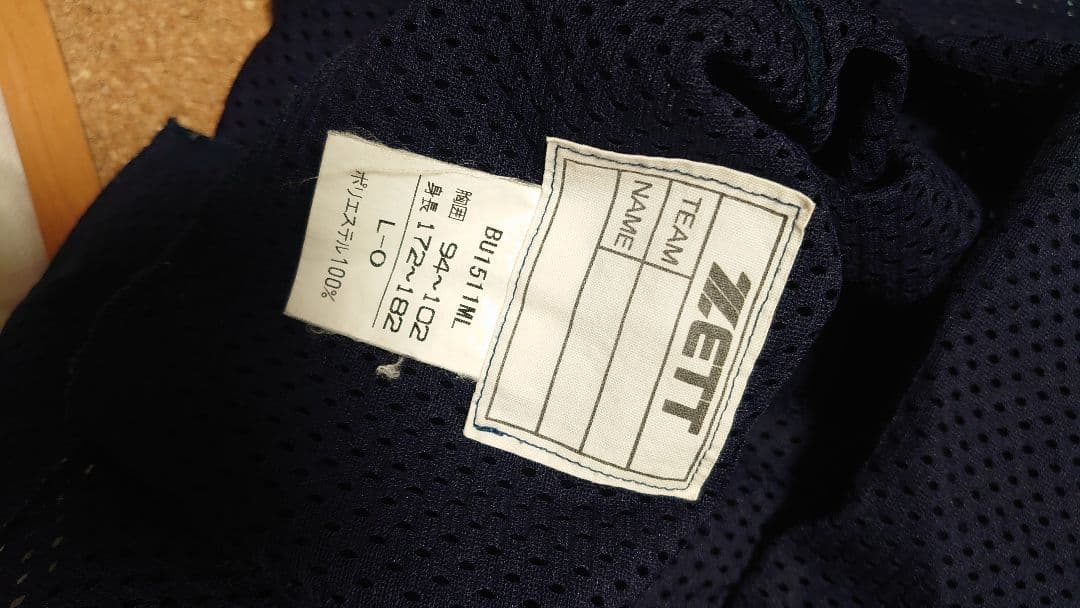 ZETT
TEAM
NAME
BU1511ML
胸囲 94~102
身長 172~182
L-O
ポリエステル100%